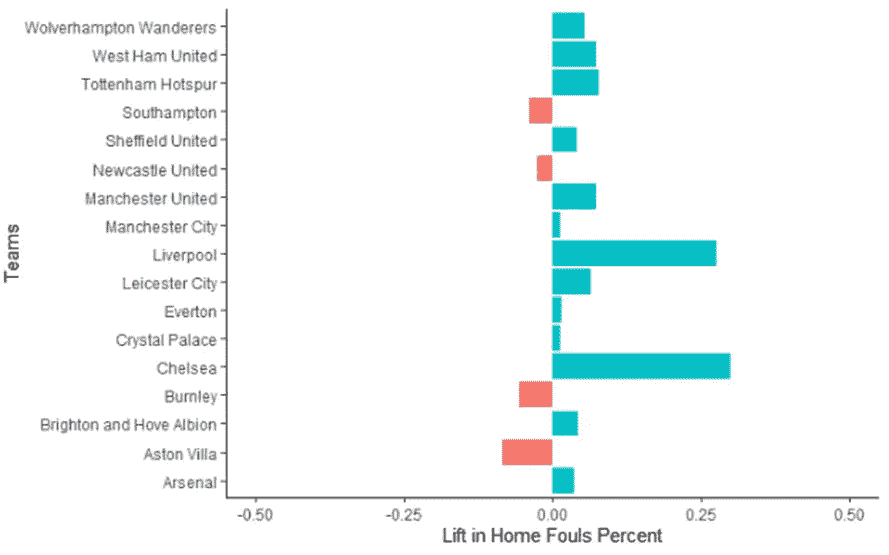 Wolverhampton Wanderers
West Ham United
Tottenham Hotspur
Southampton
Sheffield United
Newcastle United
Manchester United
Manchester City
Liverpool
Leicester City
Everton
Crystal Palace
Chelsea
Burnley
Brighton and Hove Albion
Aston Villa
Arsenal
Teams
-0.50 -0.25 0.00 0.25 0.50
Lift in Home Fouls Percent